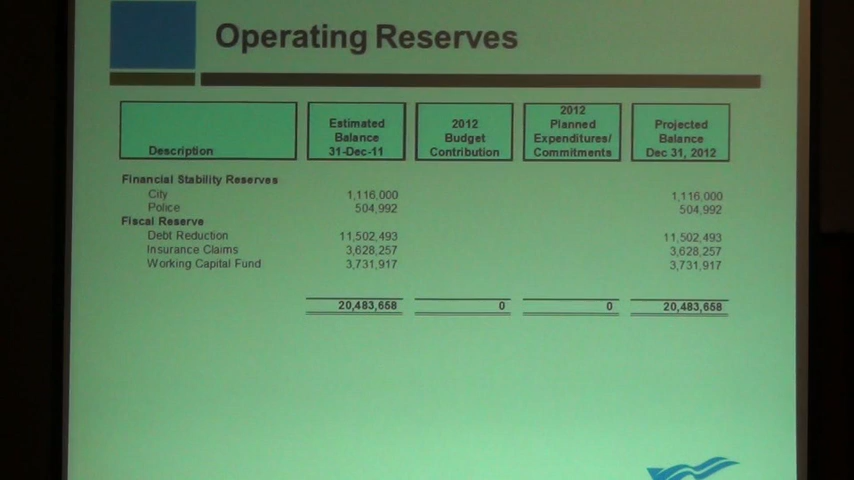 Operating Reserves
Description
Estimated
Balance
31-Dec-11
2012
Budget
Contribution
2012
Planned
Expenditures/
Commitments
Projected
Balance
Dec 31, 2012
Financial Stability Reserves
City 1,116,000 1,116,000
Police 504,992 504,992
Fiscal Reserve
Debt Reduction 11,502,493 11,502,493
Insurance Claims 3,628,257 3,628,257
Working Capital Fund 3,731,917 3,731,917
20,483,658 0 0 20,483,658